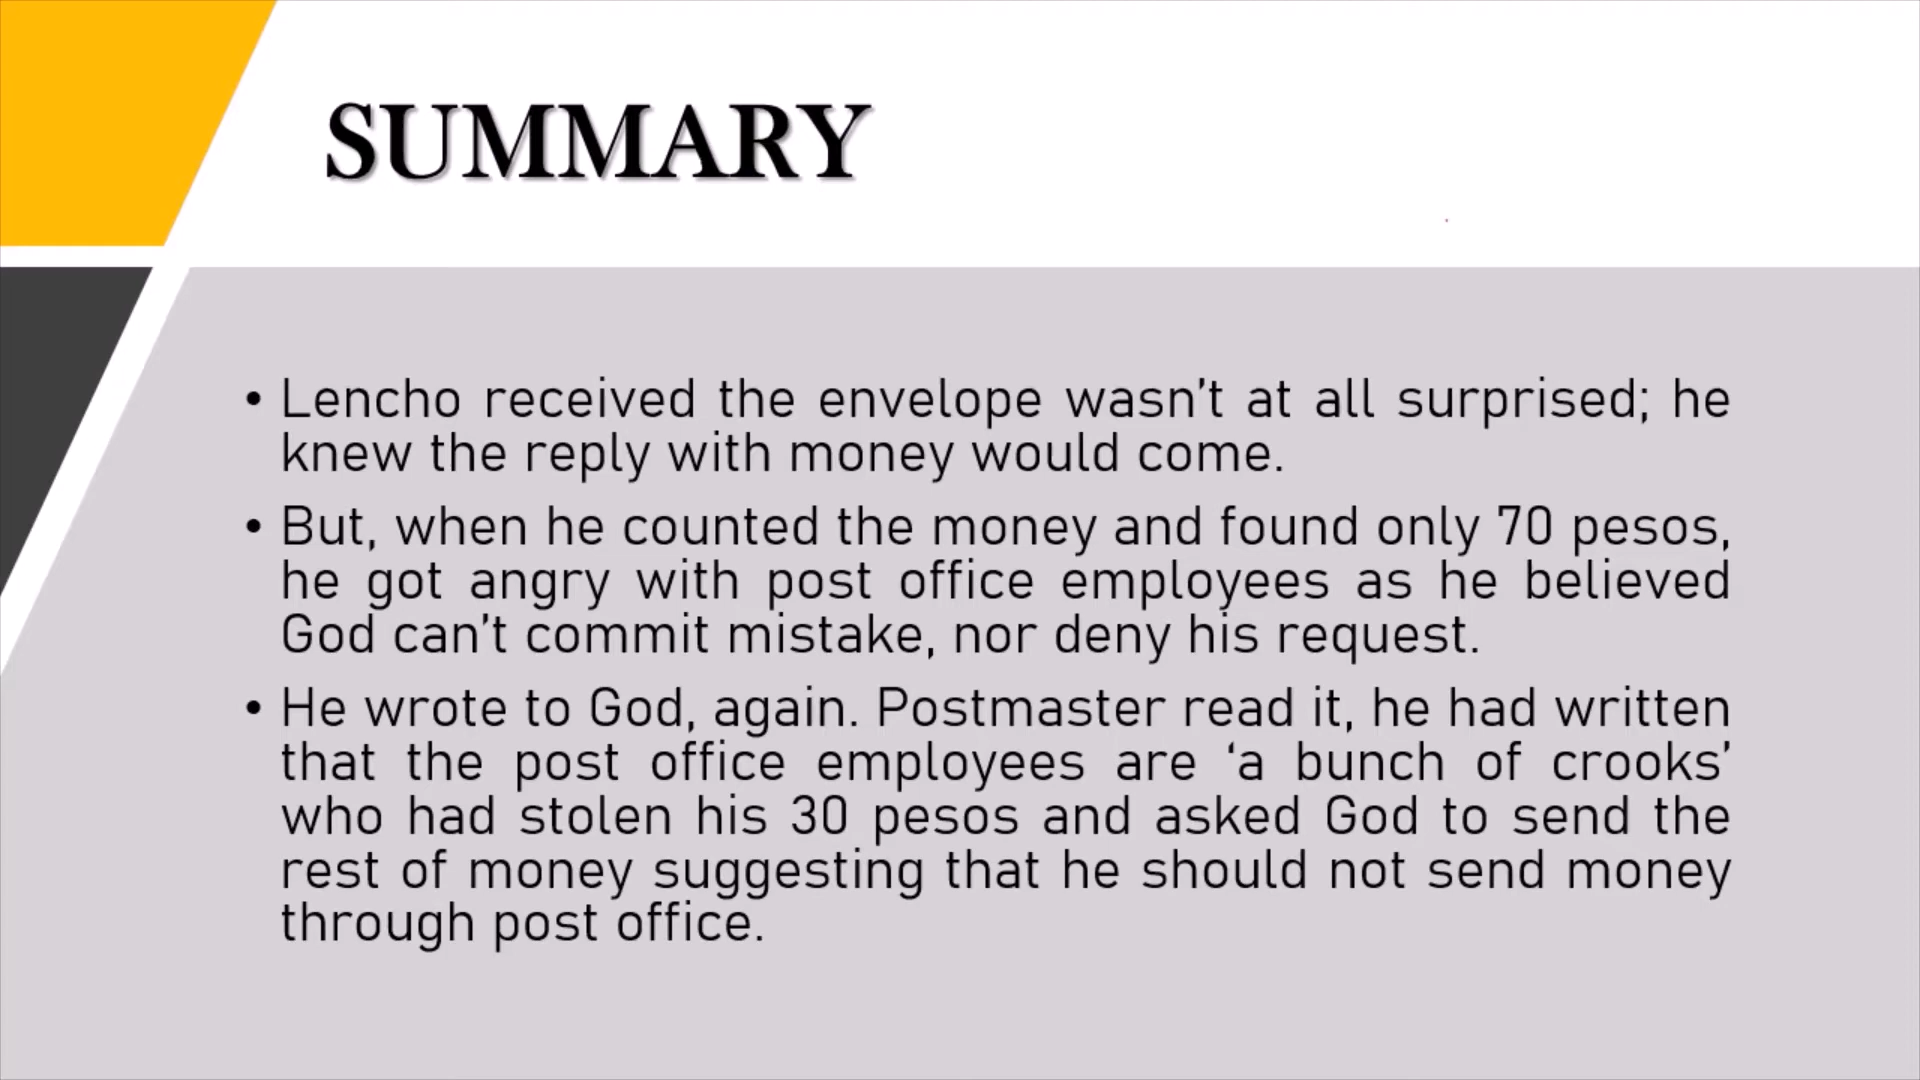 SUMMARY
• Lencho received the envelope wasn’t at all surprised; he
knew the reply with money would come.
• But, when he counted the money and found only 70 pesos,
he got angry with post office employees as he believed
God can’t commit mistake, nor deny his request.
• He wrote to God, again. Postmaster read it, he had written
that the post office employees are ‘a bunch of crooks’
who had stolen his 30 pesos and asked God to send the
rest of money suggesting that he should not send money
through post office.